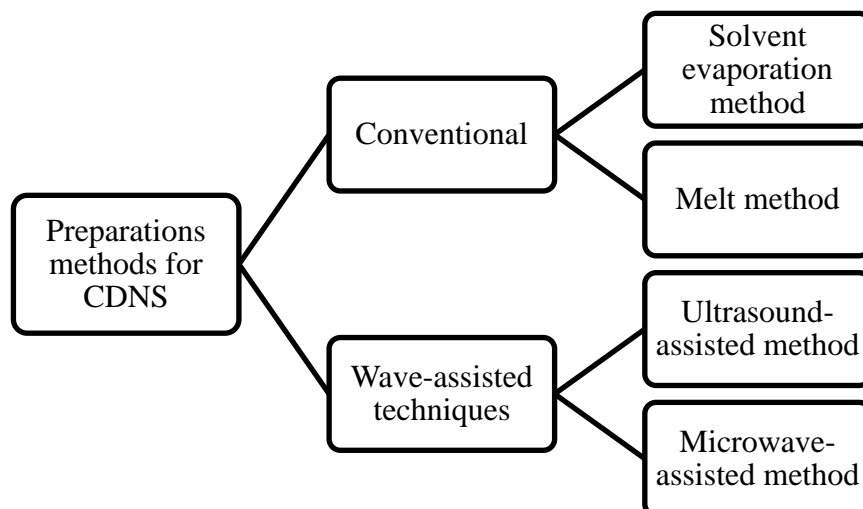 Preparations
methods for
CDNS
Conventional
Solvent
evaporation
method
Melt method
Wave-assisted
techniques
Ultrasound-
assisted method
Microwave-
assisted method